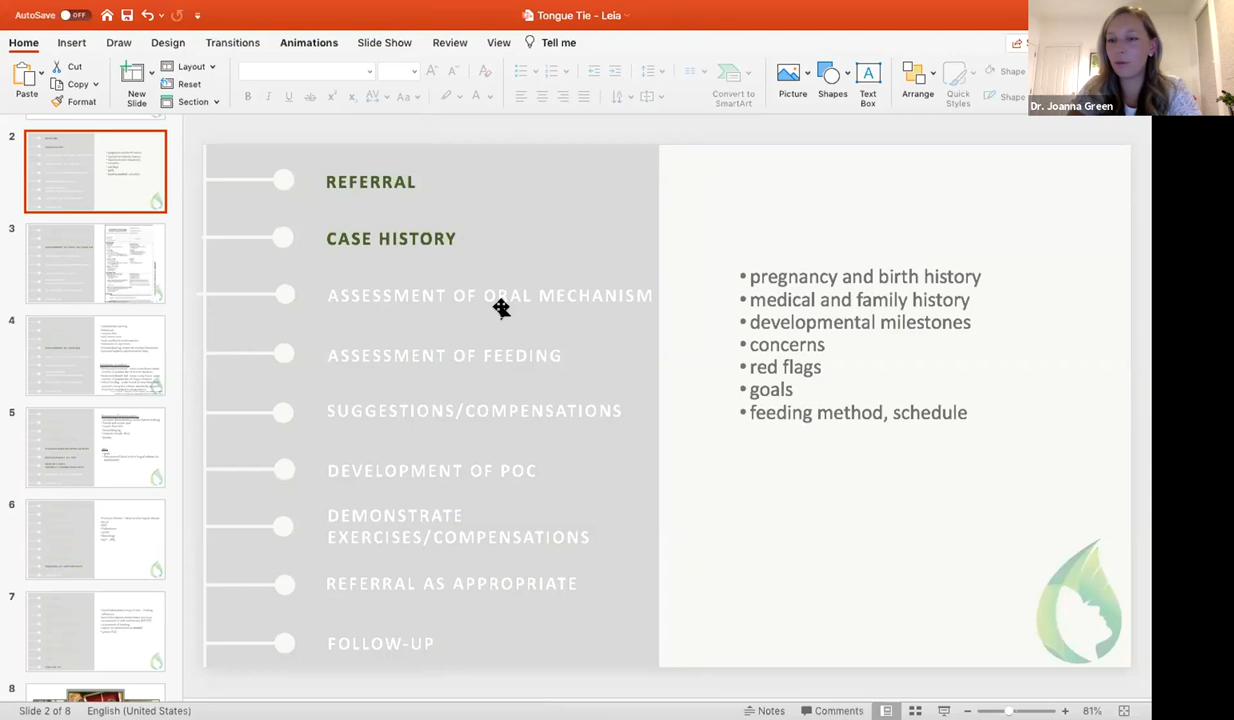 AutoSave OFF
Tongue Tie - Leia
Home Insert Draw Design Transitions Animations Slide Show Review View Tell me
Paste
Cut
Copy
Format
New Slide
Layout
Reset
Section
Convert to SmartArt
Picture
Shapes
Text Box
Arrange
Quick Styles
Shape
Shape
Dr. Joanna Green
2
3
4
5
6
7
8
REFERRAL
CASE HISTORY
ASSESSMENT OF ORAL MECHANISM
ASSESSMENT OF FEEDING
SUGGESTIONS/COMPENSATIONS
DEVELOPMENT OF POC
DEMONSTRATE
EXERCISES/COMPENSATIONS
REFERRAL AS APPROPRIATE
FOLLOW-UP
• pregnancy and birth history
• medical and family history
• developmental milestones
• concerns
• red flags
• goals
• feeding method, schedule
Slide 2 of 8 English (United States)
Notes Comments 81%